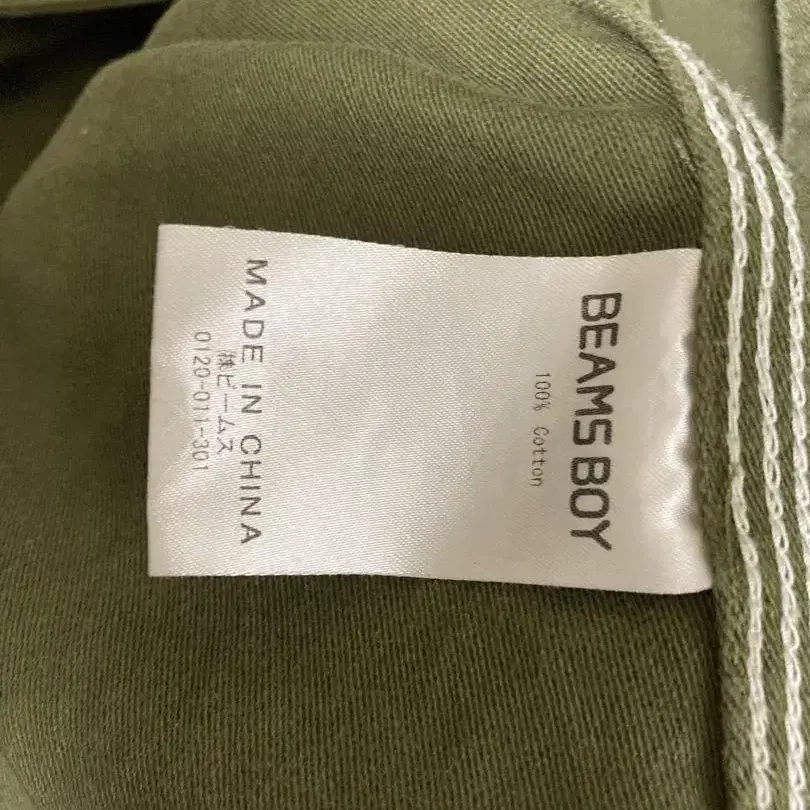 BEAMS BOY
100% Cotton
MADE IN CHINA
㈱ビームス
0120-011-301